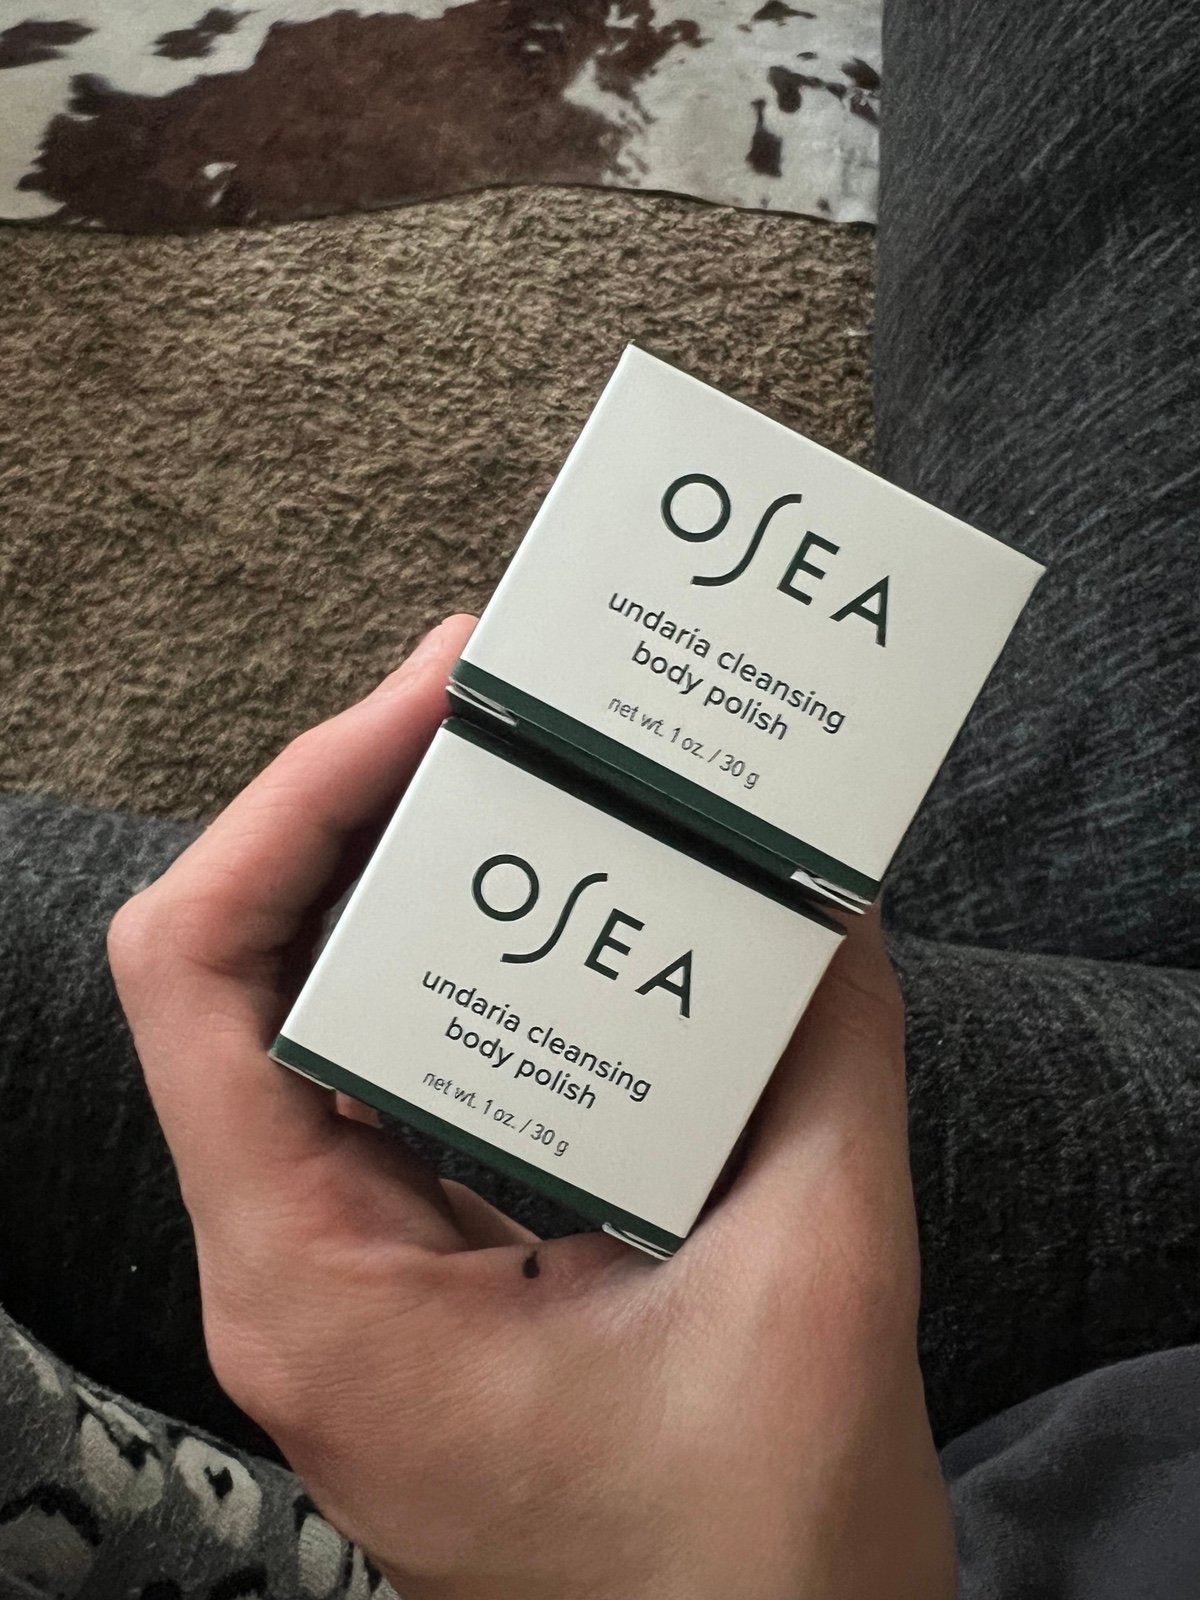 OSEA
undaria cleansing
body polish
net wt. 1 oz. / 30 g
OSEA
undaria cleansing
body polish
net wt. 1 oz. / 30 g